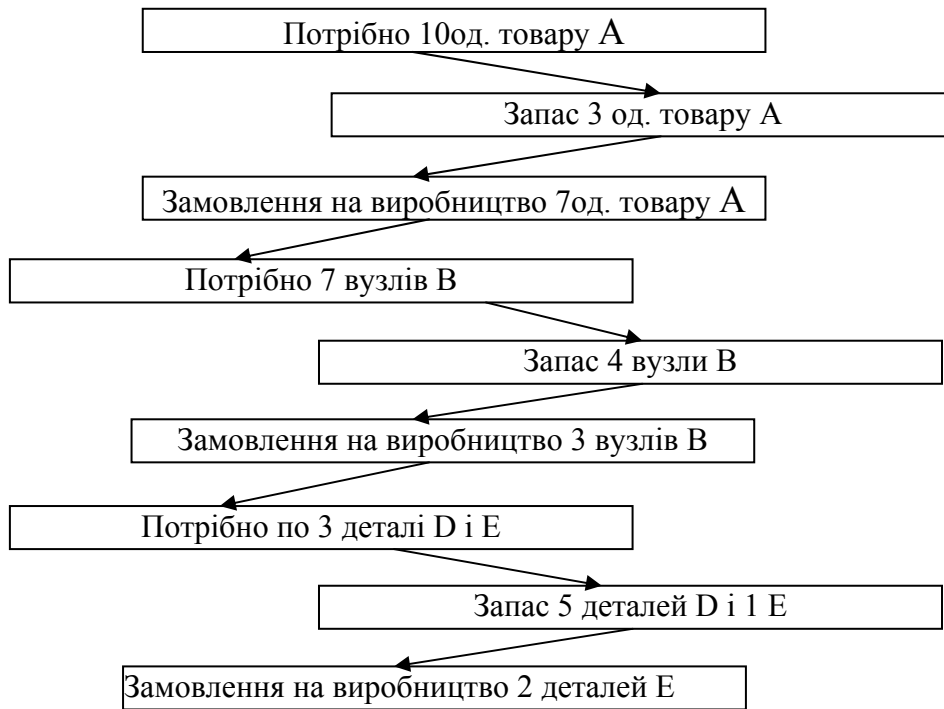 Потрібно 10од. товару А
Запас 3 од. товару А
Замовлення на виробництво 7од. товару А
Потрібно 7 вузлів В
Запас 4 вузли В
Замовлення на виробництво 3 вузлів В
Потрібно по 3 деталі D і E
Запас 5 деталей D і 1 E
Замовлення на виробництво 2 деталей Е